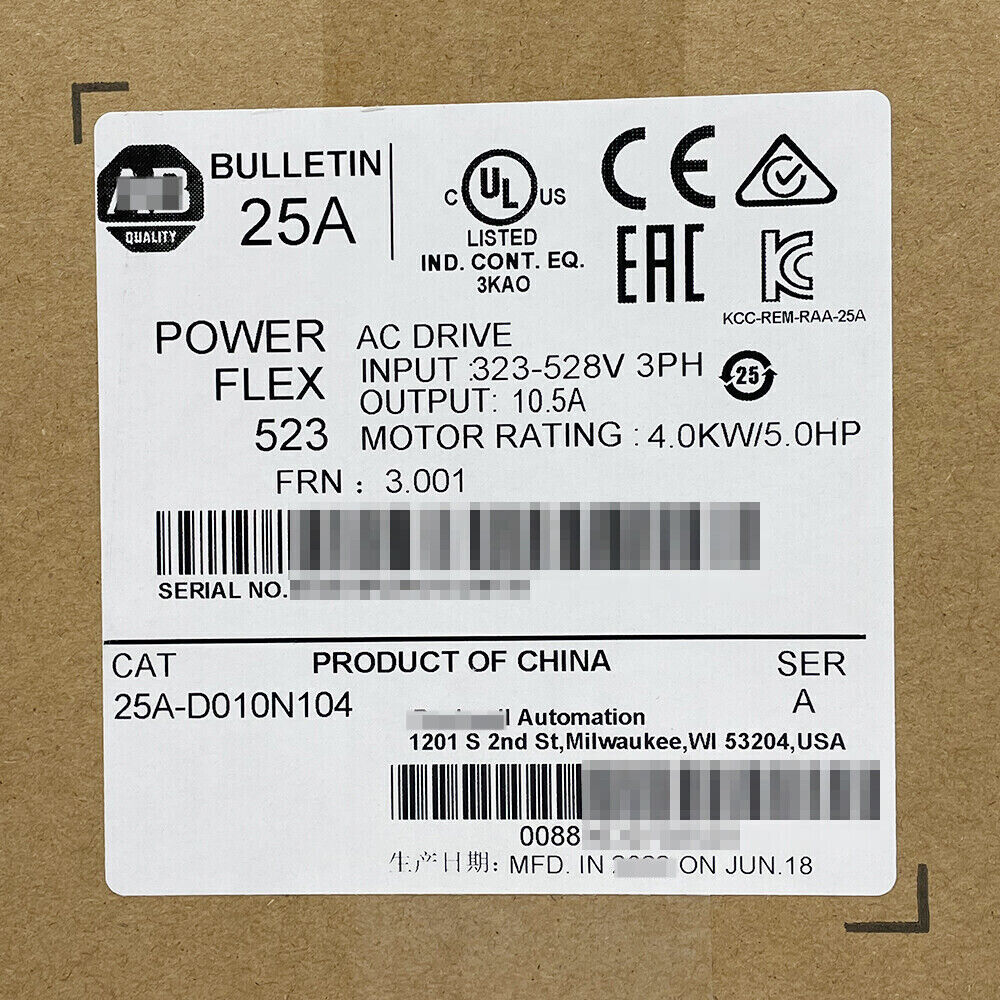 BULLETIN
25A
QUALITY
C UL US
LISTED
IND. CONT. EQ.
3KAO
CE
EAC
KCC-REM-RAA-25A
POWER
FLEX
523
AC DRIVE
INPUT :323-528V 3PH
OUTPUT: 10.5A
MOTOR RATING : 4.0KW/5.0HP
25
FRN : 3.001
SERIAL NO.
CAT
25A-D010N104
PRODUCT OF CHINA
SER
A
Automation
1201 S 2nd St,Milwaukee,WI 53204,USA
0088
生产日期: MFD. IN ON JUN.18